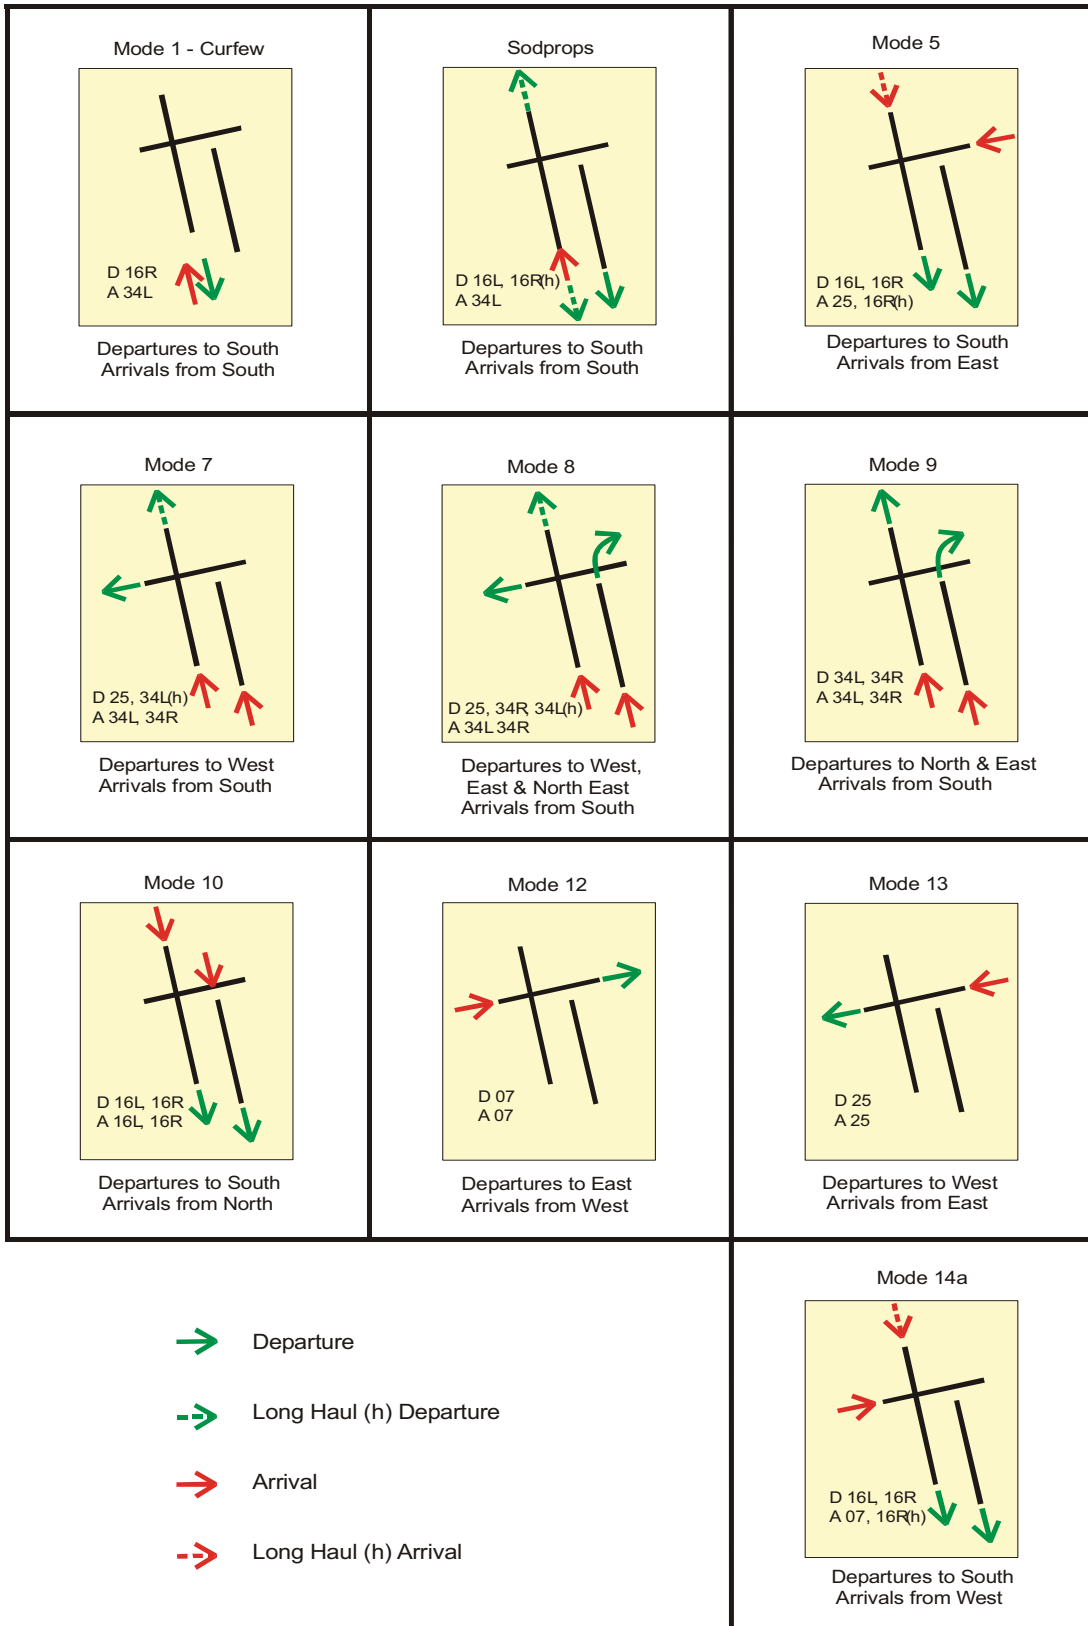 Mode 1 - Curfew
D 16R
A 34L
Departures to South
Arrivals from South
Sodprops
D 16L, 16R(h)
A 34L
Departures to South
Arrivals from South
Mode 5
D 16L, 16R
A 25, 16R(h)
Departures to South
Arrivals from East
Mode 7
D 25, 34L(h)
A 34L, 34R
Departures to West
Arrivals from South
Mode 8
D 25, 34R, 34L(h)
A 34L 34R
Departures to West,
East & North East
Arrivals from South
Mode 9
D 34L, 34R
A 34L, 34R
Departures to North & East
Arrivals from South
Mode 10
D 16L, 16R
A 16L, 16R
Departures to South
Arrivals from North
Mode 12
D 07
A 07
Departures to East
Arrivals from West
Mode 13
D 25
A 25
Departures to West
Arrivals from East
Departure
Long Haul (h) Departure
Arrival
Long Haul (h) Arrival
Mode 14a
D 16L, 16R
A 07, 16R(h)
Departures to South
Arrivals from West